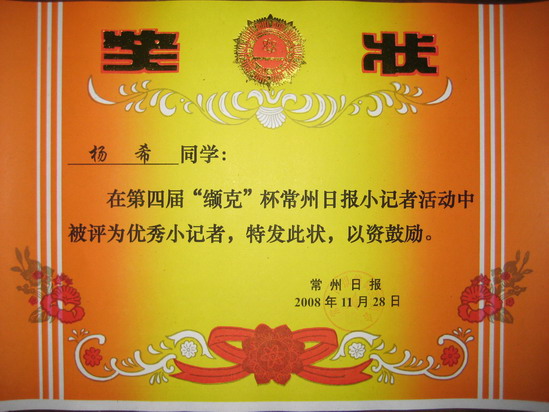 奖状
杨希 同学：
在第四届“缬克”杯常州日报小记者活动中
被评为优秀小记者，特发此状，以资鼓励。
常州日报
2008年11月28日